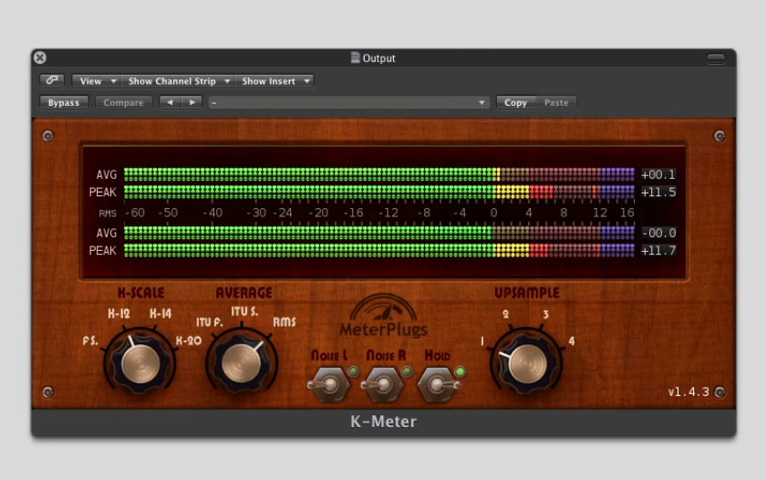 Output
View Show Channel Strip Show Insert
Bypass Compare - Copy Paste
AVG +00.1
PEAK +11.5
RMS -60 -50 -40 -30 -24 -20 -16 -12 -8 -4 0 4 8 12 16
AVG -00.0
PEAK +11.7
K-SCALE AVERAGE UPSAMPLE
FS. K-12 K-14 K-20
ITU F. ITU S. RMS
1 2 3 4
MeterPlugs
NOISE L NOISE R HOLD
v1.4.3
K-Meter